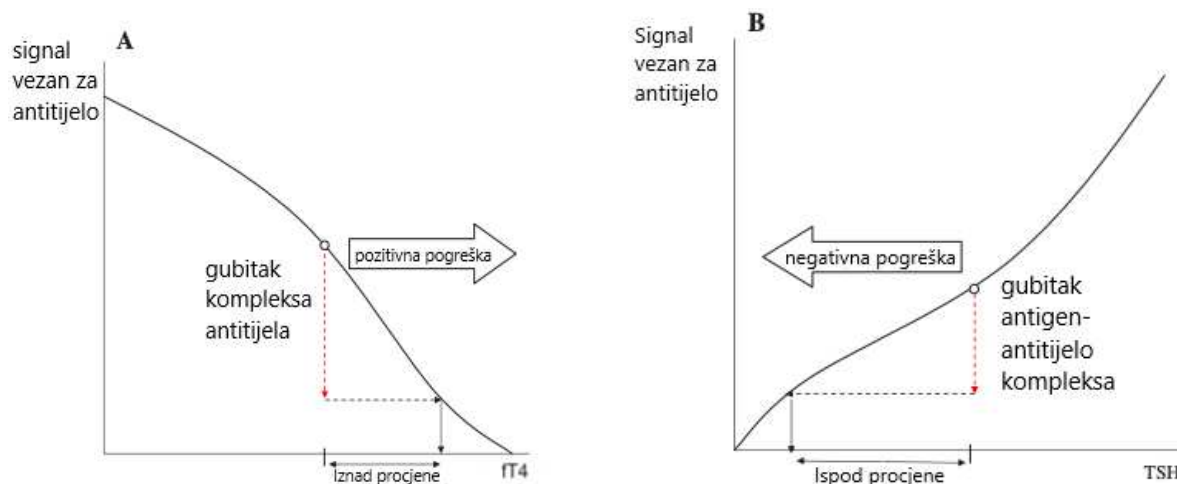 A
signal
vezan za
antitijelo
pozitivna pogreška
gubitak
kompleksa
antitijela
Iznad procjene
fT4
B
Signal
vezan za
antitijelo
negativna pogreška
gubitak
antigen-
antitijelo
kompleksa
Ispod procjene
TSH